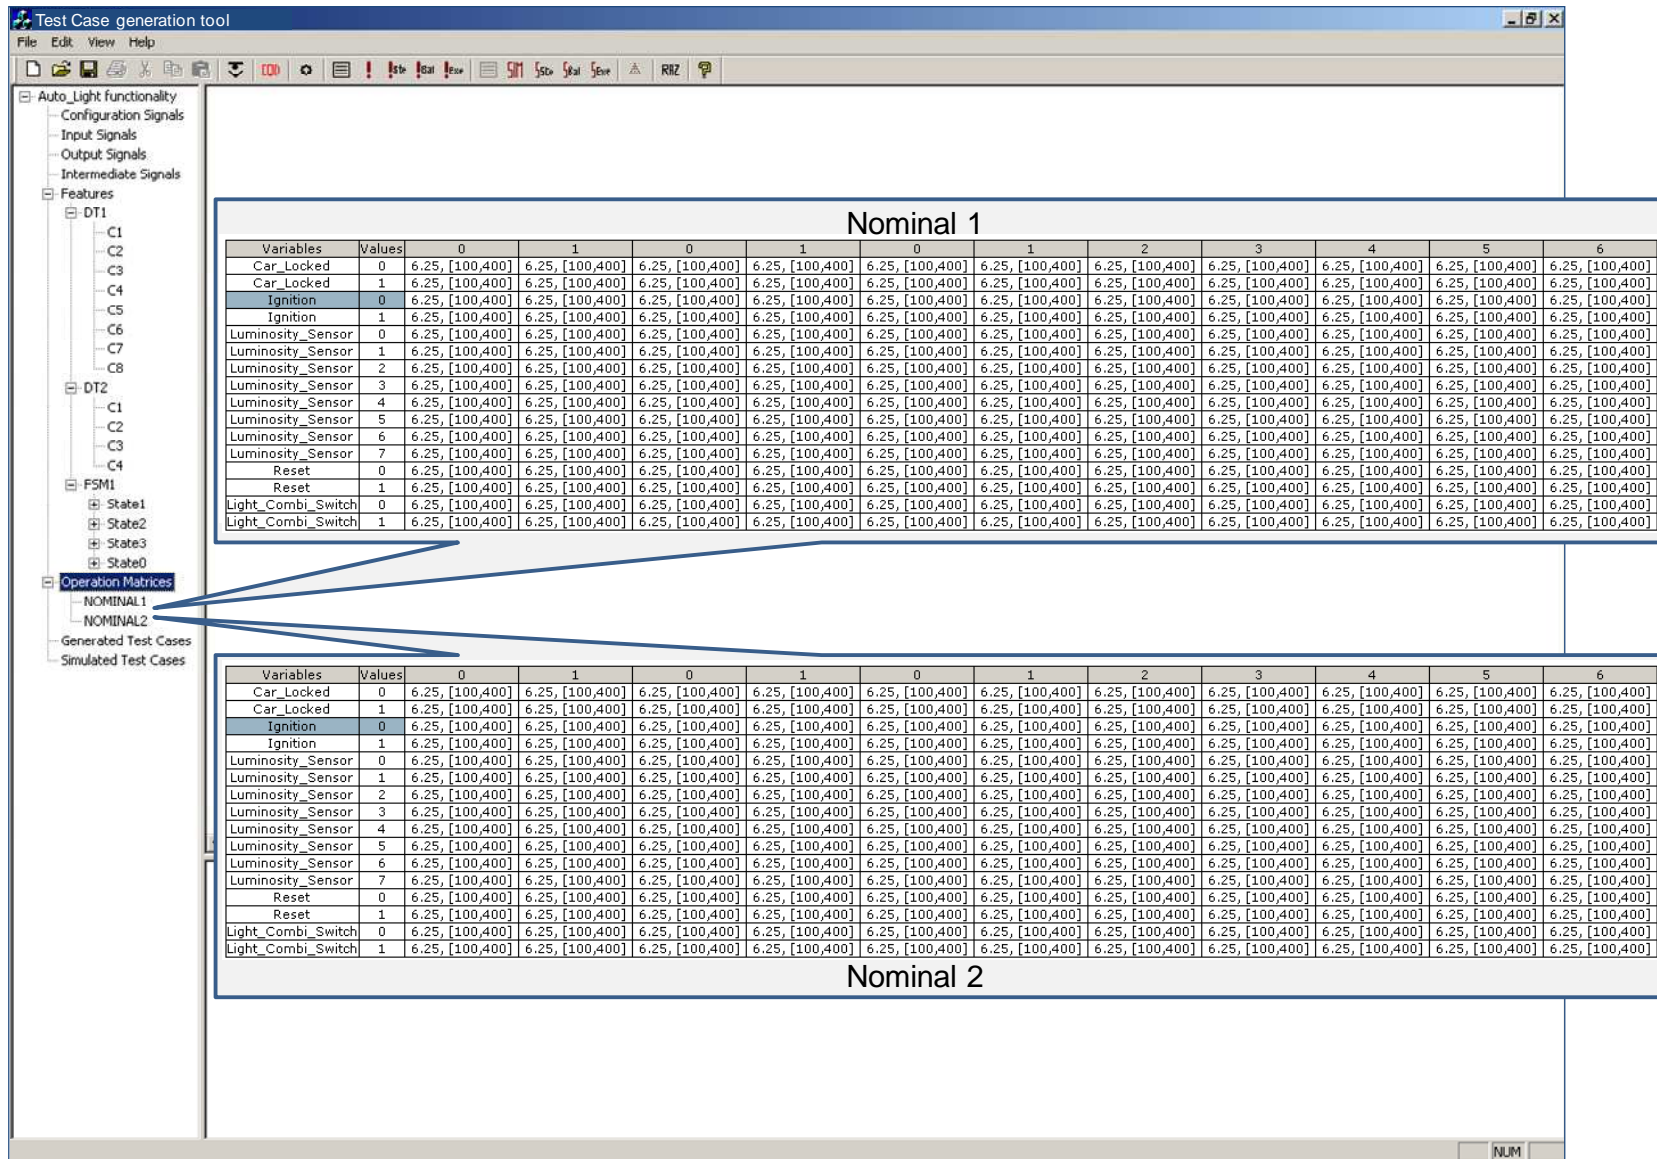 Test Case generation tool
File Edit View Help
CQD Ste Bal Exe SIM Ste Bal Exe RHZ
Auto_Light functionality
Configuration Signals
Input Signals
Output Signals
Intermediate Signals
Features
DT1
C1
C2
C3
C4
C5
C6
C7
C8
DT2
C1
C2
C3
C4
FSM1
State1
State2
State3
State0
Operation Matrices
NOMINAL1
NOMINAL2
Generated Test Cases
Simulated Test Cases
Nominal 1
Variables Values 0 1 0 1 0 1 2 3 4 5 6
Car_Locked 0 6.25, [100,400] 6.25, [100,400] 6.25, [100,400] 6.25, [100,400] 6.25, [100,400] 6.25, [100,400] 6.25, [100,400] 6.25, [100,400] 6.25, [100,400] 6.25, [100,400] 6.25, [100,400]
Car_Locked 1 6.25, [100,400] 6.25, [100,400] 6.25, [100,400] 6.25, [100,400] 6.25, [100,400] 6.25, [100,400] 6.25, [100,400] 6.25, [100,400] 6.25, [100,400] 6.25, [100,400] 6.25, [100,400]
Ignition 0 6.25, [100,400] 6.25, [100,400] 6.25, [100,400] 6.25, [100,400] 6.25, [100,400] 6.25, [100,400] 6.25, [100,400] 6.25, [100,400] 6.25, [100,400] 6.25, [100,400] 6.25, [100,400]
Ignition 1 6.25, [100,400] 6.25, [100,400] 6.25, [100,400] 6.25, [100,400] 6.25, [100,400] 6.25, [100,400] 6.25, [100,400] 6.25, [100,400] 6.25, [100,400] 6.25, [100,400] 6.25, [100,400]
Luminosity_Sensor 0 6.25, [100,400] 6.25, [100,400] 6.25, [100,400] 6.25, [100,400] 6.25, [100,400] 6.25, [100,400] 6.25, [100,400] 6.25, [100,400] 6.25, [100,400] 6.25, [100,400] 6.25, [100,400]
Luminosity_Sensor 1 6.25, [100,400] 6.25, [100,400] 6.25, [100,400] 6.25, [100,400] 6.25, [100,400] 6.25, [100,400] 6.25, [100,400] 6.25, [100,400] 6.25, [100,400] 6.25, [100,400] 6.25, [100,400]
Luminosity_Sensor 2 6.25, [100,400] 6.25, [100,400] 6.25, [100,400] 6.25, [100,400] 6.25, [100,400] 6.25, [100,400] 6.25, [100,400] 6.25, [100,400] 6.25, [100,400] 6.25, [100,400] 6.25, [100,400]
Luminosity_Sensor 3 6.25, [100,400] 6.25, [100,400] 6.25, [100,400] 6.25, [100,400] 6.25, [100,400] 6.25, [100,400] 6.25, [100,400] 6.25, [100,400] 6.25, [100,400] 6.25, [100,400] 6.25, [100,400]
Luminosity_Sensor 4 6.25, [100,400] 6.25, [100,400] 6.25, [100,400] 6.25, [100,400] 6.25, [100,400] 6.25, [100,400] 6.25, [100,400] 6.25, [100,400] 6.25, [100,400] 6.25, [100,400] 6.25, [100,400]
Luminosity_Sensor 5 6.25, [100,400] 6.25, [100,400] 6.25, [100,400] 6.25, [100,400] 6.25, [100,400] 6.25, [100,400] 6.25, [100,400] 6.25, [100,400] 6.25, [100,400] 6.25, [100,400] 6.25, [100,400]
Luminosity_Sensor 6 6.25, [100,400] 6.25, [100,400] 6.25, [100,400] 6.25, [100,400] 6.25, [100,400] 6.25, [100,400] 6.25, [100,400] 6.25, [100,400] 6.25, [100,400] 6.25, [100,400] 6.25, [100,400]
Luminosity_Sensor 7 6.25, [100,400] 6.25, [100,400] 6.25, [100,400] 6.25, [100,400] 6.25, [100,400] 6.25, [100,400] 6.25, [100,400] 6.25, [100,400] 6.25, [100,400] 6.25, [100,400] 6.25, [100,400]
Reset 0 6.25, [100,400] 6.25, [100,400] 6.25, [100,400] 6.25, [100,400] 6.25, [100,400] 6.25, [100,400] 6.25, [100,400] 6.25, [100,400] 6.25, [100,400] 6.25, [100,400] 6.25, [100,400]
Reset 1 6.25, [100,400] 6.25, [100,400] 6.25, [100,400] 6.25, [100,400] 6.25, [100,400] 6.25, [100,400] 6.25, [100,400] 6.25, [100,400] 6.25, [100,400] 6.25, [100,400] 6.25, [100,400]
Light_Combi_Switch 0 6.25, [100,400] 6.25, [100,400] 6.25, [100,400] 6.25, [100,400] 6.25, [100,400] 6.25, [100,400] 6.25, [100,400] 6.25, [100,400] 6.25, [100,400] 6.25, [100,400] 6.25, [100,400]
Light_Combi_Switch 1 6.25, [100,400] 6.25, [100,400] 6.25, [100,400] 6.25, [100,400] 6.25, [100,400] 6.25, [100,400] 6.25, [100,400] 6.25, [100,400] 6.25, [100,400] 6.25, [100,400] 6.25, [100,400]
Variables Values 0 1 0 1 0 1 2 3 4 5 6
Car_Locked 0 6.25, [100,400] 6.25, [100,400] 6.25, [100,400] 6.25, [100,400] 6.25, [100,400] 6.25, [100,400] 6.25, [100,400] 6.25, [100,400] 6.25, [100,400] 6.25, [100,400] 6.25, [100,400]
Car_Locked 1 6.25, [100,400] 6.25, [100,400] 6.25, [100,400] 6.25, [100,400] 6.25, [100,400] 6.25, [100,400] 6.25, [100,400] 6.25, [100,400] 6.25, [100,400] 6.25, [100,400] 6.25, [100,400]
Ignition 0 6.25, [100,400] 6.25, [100,400] 6.25, [100,400] 6.25, [100,400] 6.25, [100,400] 6.25, [100,400] 6.25, [100,400] 6.25, [100,400] 6.25, [100,400] 6.25, [100,400] 6.25, [100,400]
Ignition 1 6.25, [100,400] 6.25, [100,400] 6.25, [100,400] 6.25, [100,400] 6.25, [100,400] 6.25, [100,400] 6.25, [100,400] 6.25, [100,400] 6.25, [100,400] 6.25, [100,400] 6.25, [100,400]
Luminosity_Sensor 0 6.25, [100,400] 6.25, [100,400] 6.25, [100,400] 6.25, [100,400] 6.25, [100,400] 6.25, [100,400] 6.25, [100,400] 6.25, [100,400] 6.25, [100,400] 6.25, [100,400] 6.25, [100,400]
Luminosity_Sensor 1 6.25, [100,400] 6.25, [100,400] 6.25, [100,400] 6.25, [100,400] 6.25, [100,400] 6.25, [100,400] 6.25, [100,400] 6.25, [100,400] 6.25, [100,400] 6.25, [100,400] 6.25, [100,400]
Luminosity_Sensor 2 6.25, [100,400] 6.25, [100,400] 6.25, [100,400] 6.25, [100,400] 6.25, [100,400] 6.25, [100,400] 6.25, [100,400] 6.25, [100,400] 6.25, [100,400] 6.25, [100,400] 6.25, [100,400]
Luminosity_Sensor 3 6.25, [100,400] 6.25, [100,400] 6.25, [100,400] 6.25, [100,400] 6.25, [100,400] 6.25, [100,400] 6.25, [100,400] 6.25, [100,400] 6.25, [100,400] 6.25, [100,400] 6.25, [100,400]
Luminosity_Sensor 4 6.25, [100,400] 6.25, [100,400] 6.25, [100,400] 6.25, [100,400] 6.25, [100,400] 6.25, [100,400] 6.25, [100,400] 6.25, [100,400] 6.25, [100,400] 6.25, [100,400] 6.25, [100,400]
Luminosity_Sensor 5 6.25, [100,400] 6.25, [100,400] 6.25, [100,400] 6.25, [100,400] 6.25, [100,400] 6.25, [100,400] 6.25, [100,400] 6.25, [100,400] 6.25, [100,400] 6.25, [100,400] 6.25, [100,400]
Luminosity_Sensor 6 6.25, [100,400] 6.25, [100,400] 6.25, [100,400] 6.25, [100,400] 6.25, [100,400] 6.25, [100,400] 6.25, [100,400] 6.25, [100,400] 6.25, [100,400] 6.25, [100,400] 6.25, [100,400]
Luminosity_Sensor 7 6.25, [100,400] 6.25, [100,400] 6.25, [100,400] 6.25, [100,400] 6.25, [100,400] 6.25, [100,400] 6.25, [100,400] 6.25, [100,400] 6.25, [100,400] 6.25, [100,400] 6.25, [100,400]
Reset 0 6.25, [100,400] 6.25, [100,400] 6.25, [100,400] 6.25, [100,400] 6.25, [100,400] 6.25, [100,400] 6.25, [100,400] 6.25, [100,400] 6.25, [100,400] 6.25, [100,400] 6.25, [100,400]
Reset 1 6.25, [100,400] 6.25, [100,400] 6.25, [100,400] 6.25, [100,400] 6.25, [100,400] 6.25, [100,400] 6.25, [100,400] 6.25, [100,400] 6.25, [100,400] 6.25, [100,400] 6.25, [100,400]
Light_Combi_Switch 0 6.25, [100,400] 6.25, [100,400] 6.25, [100,400] 6.25, [100,400] 6.25, [100,400] 6.25, [100,400] 6.25, [100,400] 6.25, [100,400] 6.25, [100,400] 6.25, [100,400] 6.25, [100,400]
Light_Combi_Switch 1 6.25, [100,400] 6.25, [100,400] 6.25, [100,400] 6.25, [100,400] 6.25, [100,400] 6.25, [100,400] 6.25, [100,400] 6.25, [100,400] 6.25, [100,400] 6.25, [100,400] 6.25, [100,400]
Nominal 2
NUM